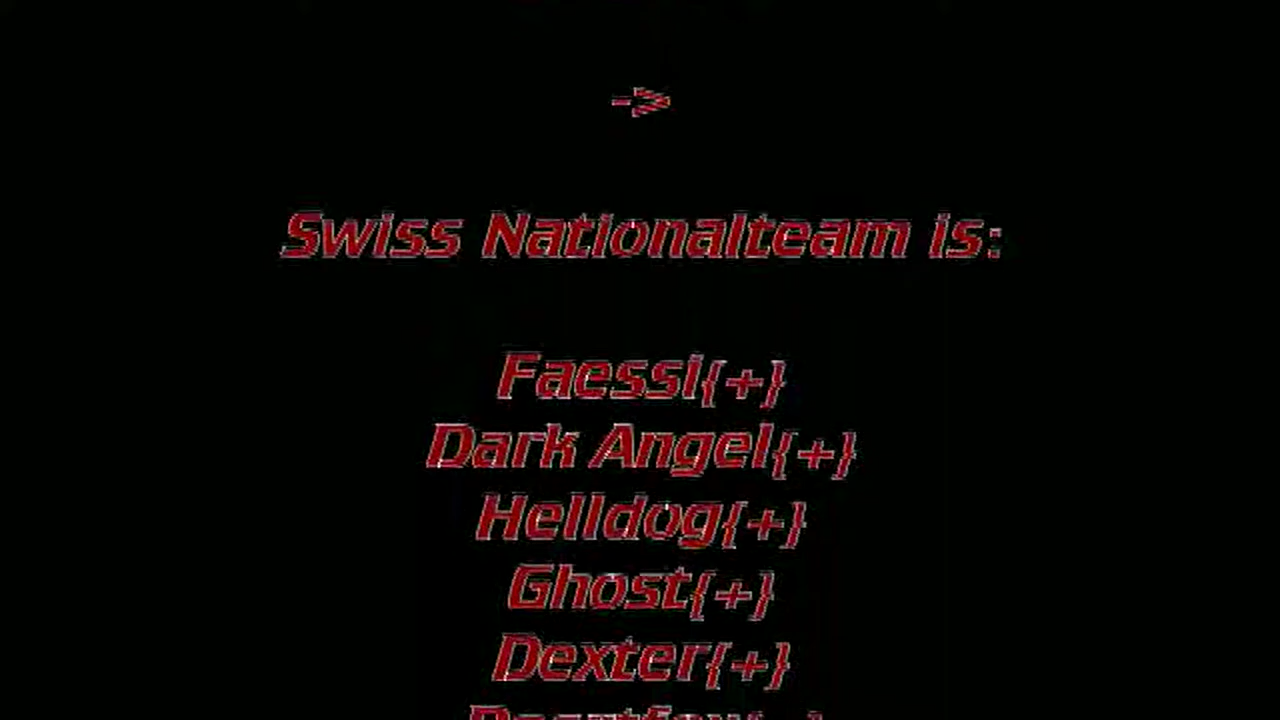 ->
Swiss Nationalteam is:
Faessi{+}
Dark Angel{+}
Helldog{+}
Ghost{+}
Dexter{+}